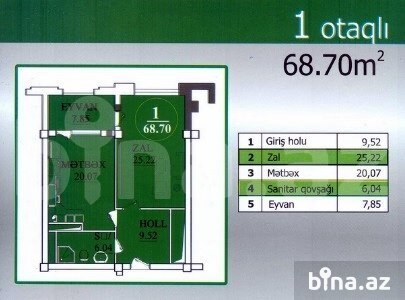 1 otaqlı
68.70m²
EYVAN
7.85
1
68.70
ZAL
25.22
MƏTBƏX
20.07
HOLL
9.52
S/Q
6.04
1 Giriş holu 9,52
2 Zal 25,22
3 Mətbəx 20,07
4 Sanitar qovşağı 6,04
5 Eyvan 7,85
bina.az
bina.az